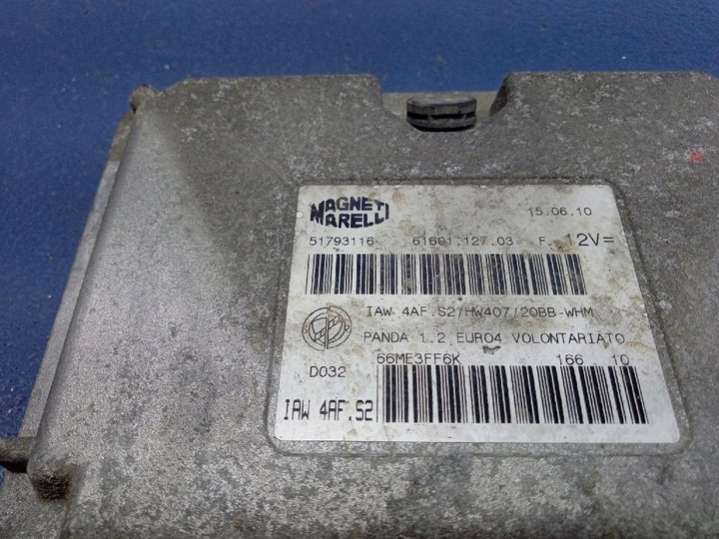 MAGNETI
MARELLI
15.06.10
51793116 61601.127.03 F. 12V=
IAW 4AF.S2/HW407/20BB-WHM
PANDA 1.2 EURO4 VOLONTARIATO
66ME3FF6K 166 10
D032
IAW 4AF.S2